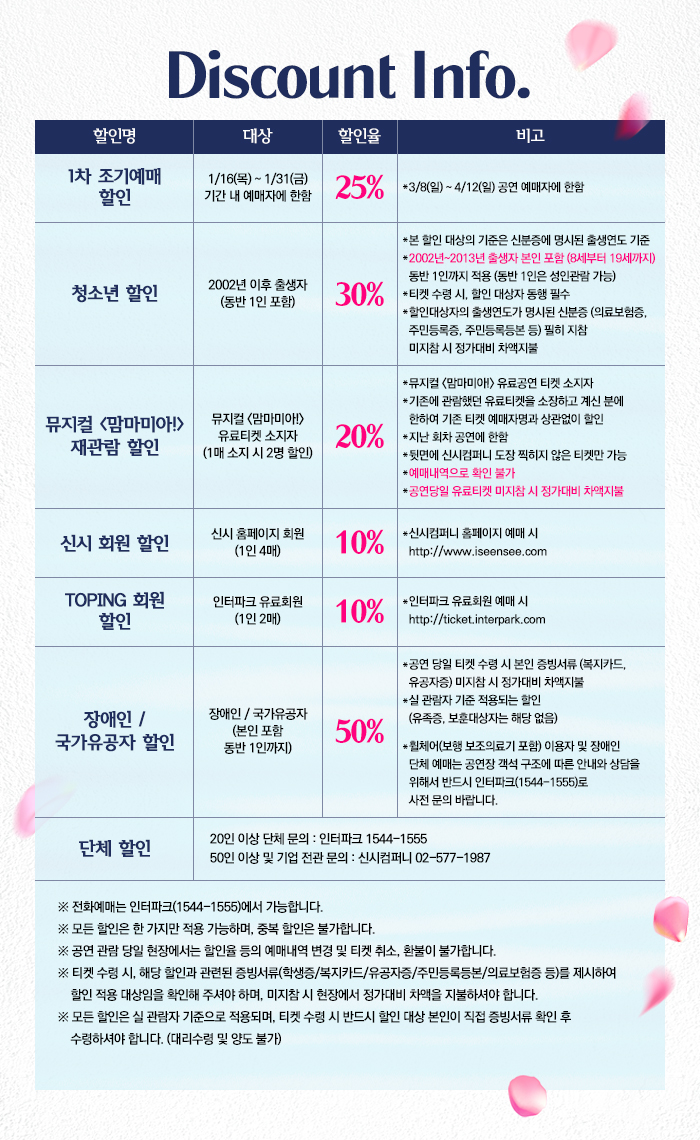 Discount Info.
할인명 대상 할인율 비고
1차 조기예매
할인
1/16(목) ~ 1/31(금)
기간 내 예매자에 한함
25%
*3/8(일) ~ 4/12(일) 공연 예매자에 한함
청소년 할인
2002년 이후 출생자
(동반 1인 포함)
30%
*본 할인 대상의 기준은 신분증에 명시된 출생연도 기준
*2002년~2013년 출생자 본인 포함 (8세부터 19세까지)
동반 1인까지 적용 (동반 1인은 성인관람 가능)
*티켓 수령 시, 할인 대상자 동행 필수
*할인대상자의 출생연도가 명시된 신분증 (의료보험증,
주민등록증, 주민등록등본 등) 필히 지참
미지참 시 정가대비 차액지불
뮤지컬 <맘마미아!>
재관람 할인
뮤지컬 <맘마미아!>
유료티켓 소지자
(1매 소지 시 2명 할인)
20%
*뮤지컬 <맘마미아!> 유료공연 티켓 소지자
*기존에 관람했던 유료티켓을 소장하고 계신 분에
한하여 기존 티켓 예매자명과 상관없이 할인
*지난 회차 공연에 한함
*뒷면에 신시컴퍼니 도장 찍히지 않은 티켓만 가능
*예매내역으로 확인 불가
*공연당일 유료티켓 미지참 시 정가대비 차액지불
신시 회원 할인
신시 홈페이지 회원
(1인 4매)
10%
*신시컴퍼니 홈페이지 예매 시
http://www.iseensee.com
TOPING 회원
할인
인터파크 유료회원
(1인 2매)
10%
*인터파크 유료회원 예매 시
http://ticket.interpark.com
장애인 /
국가유공자 할인
장애인 / 국가유공자
(본인 포함
동반 1인까지)
50%
*공연 당일 티켓 수령 시 본인 증빙서류 (복지카드,
유공자증) 미지참 시 정가대비 차액지불
*실 관람자 기준 적용되는 할인
(유족증, 보훈대상자는 해당 없음)
*휠체어(보행 보조의료기 포함) 이용자 및 장애인
단체 예매는 공연장 객석 구조에 따른 안내와 상담을
위해서 반드시 인터파크(1544-1555)로
사전 문의 바랍니다.
단체 할인
20인 이상 단체 문의 : 인터파크 1544-1555
50인 이상 및 기업 전관 문의 : 신시컴퍼니 02-577-1987
※ 전화예매는 인터파크(1544-1555)에서 가능합니다.
※ 모든 할인은 한 가지만 적용 가능하며, 중복 할인은 불가합니다.
※ 공연 관람 당일 현장에서는 할인율 등의 예매내역 변경 및 티켓 취소, 환불이 불가합니다.
※ 티켓 수령 시, 해당 할인과 관련된 증빙서류(학생증/복지카드/유공자증/주민등록등본/의료보험증 등)를 제시하여
할인 적용 대상임을 확인해 주셔야 하며, 미지참 시 현장에서 정가대비 차액을 지불하셔야 합니다.
※ 모든 할인은 실 관람자 기준으로 적용되며, 티켓 수령 시 반드시 할인 대상 본인이 직접 증빙서류 확인 후
수령하셔야 합니다. (대리수령 및 양도 불가)